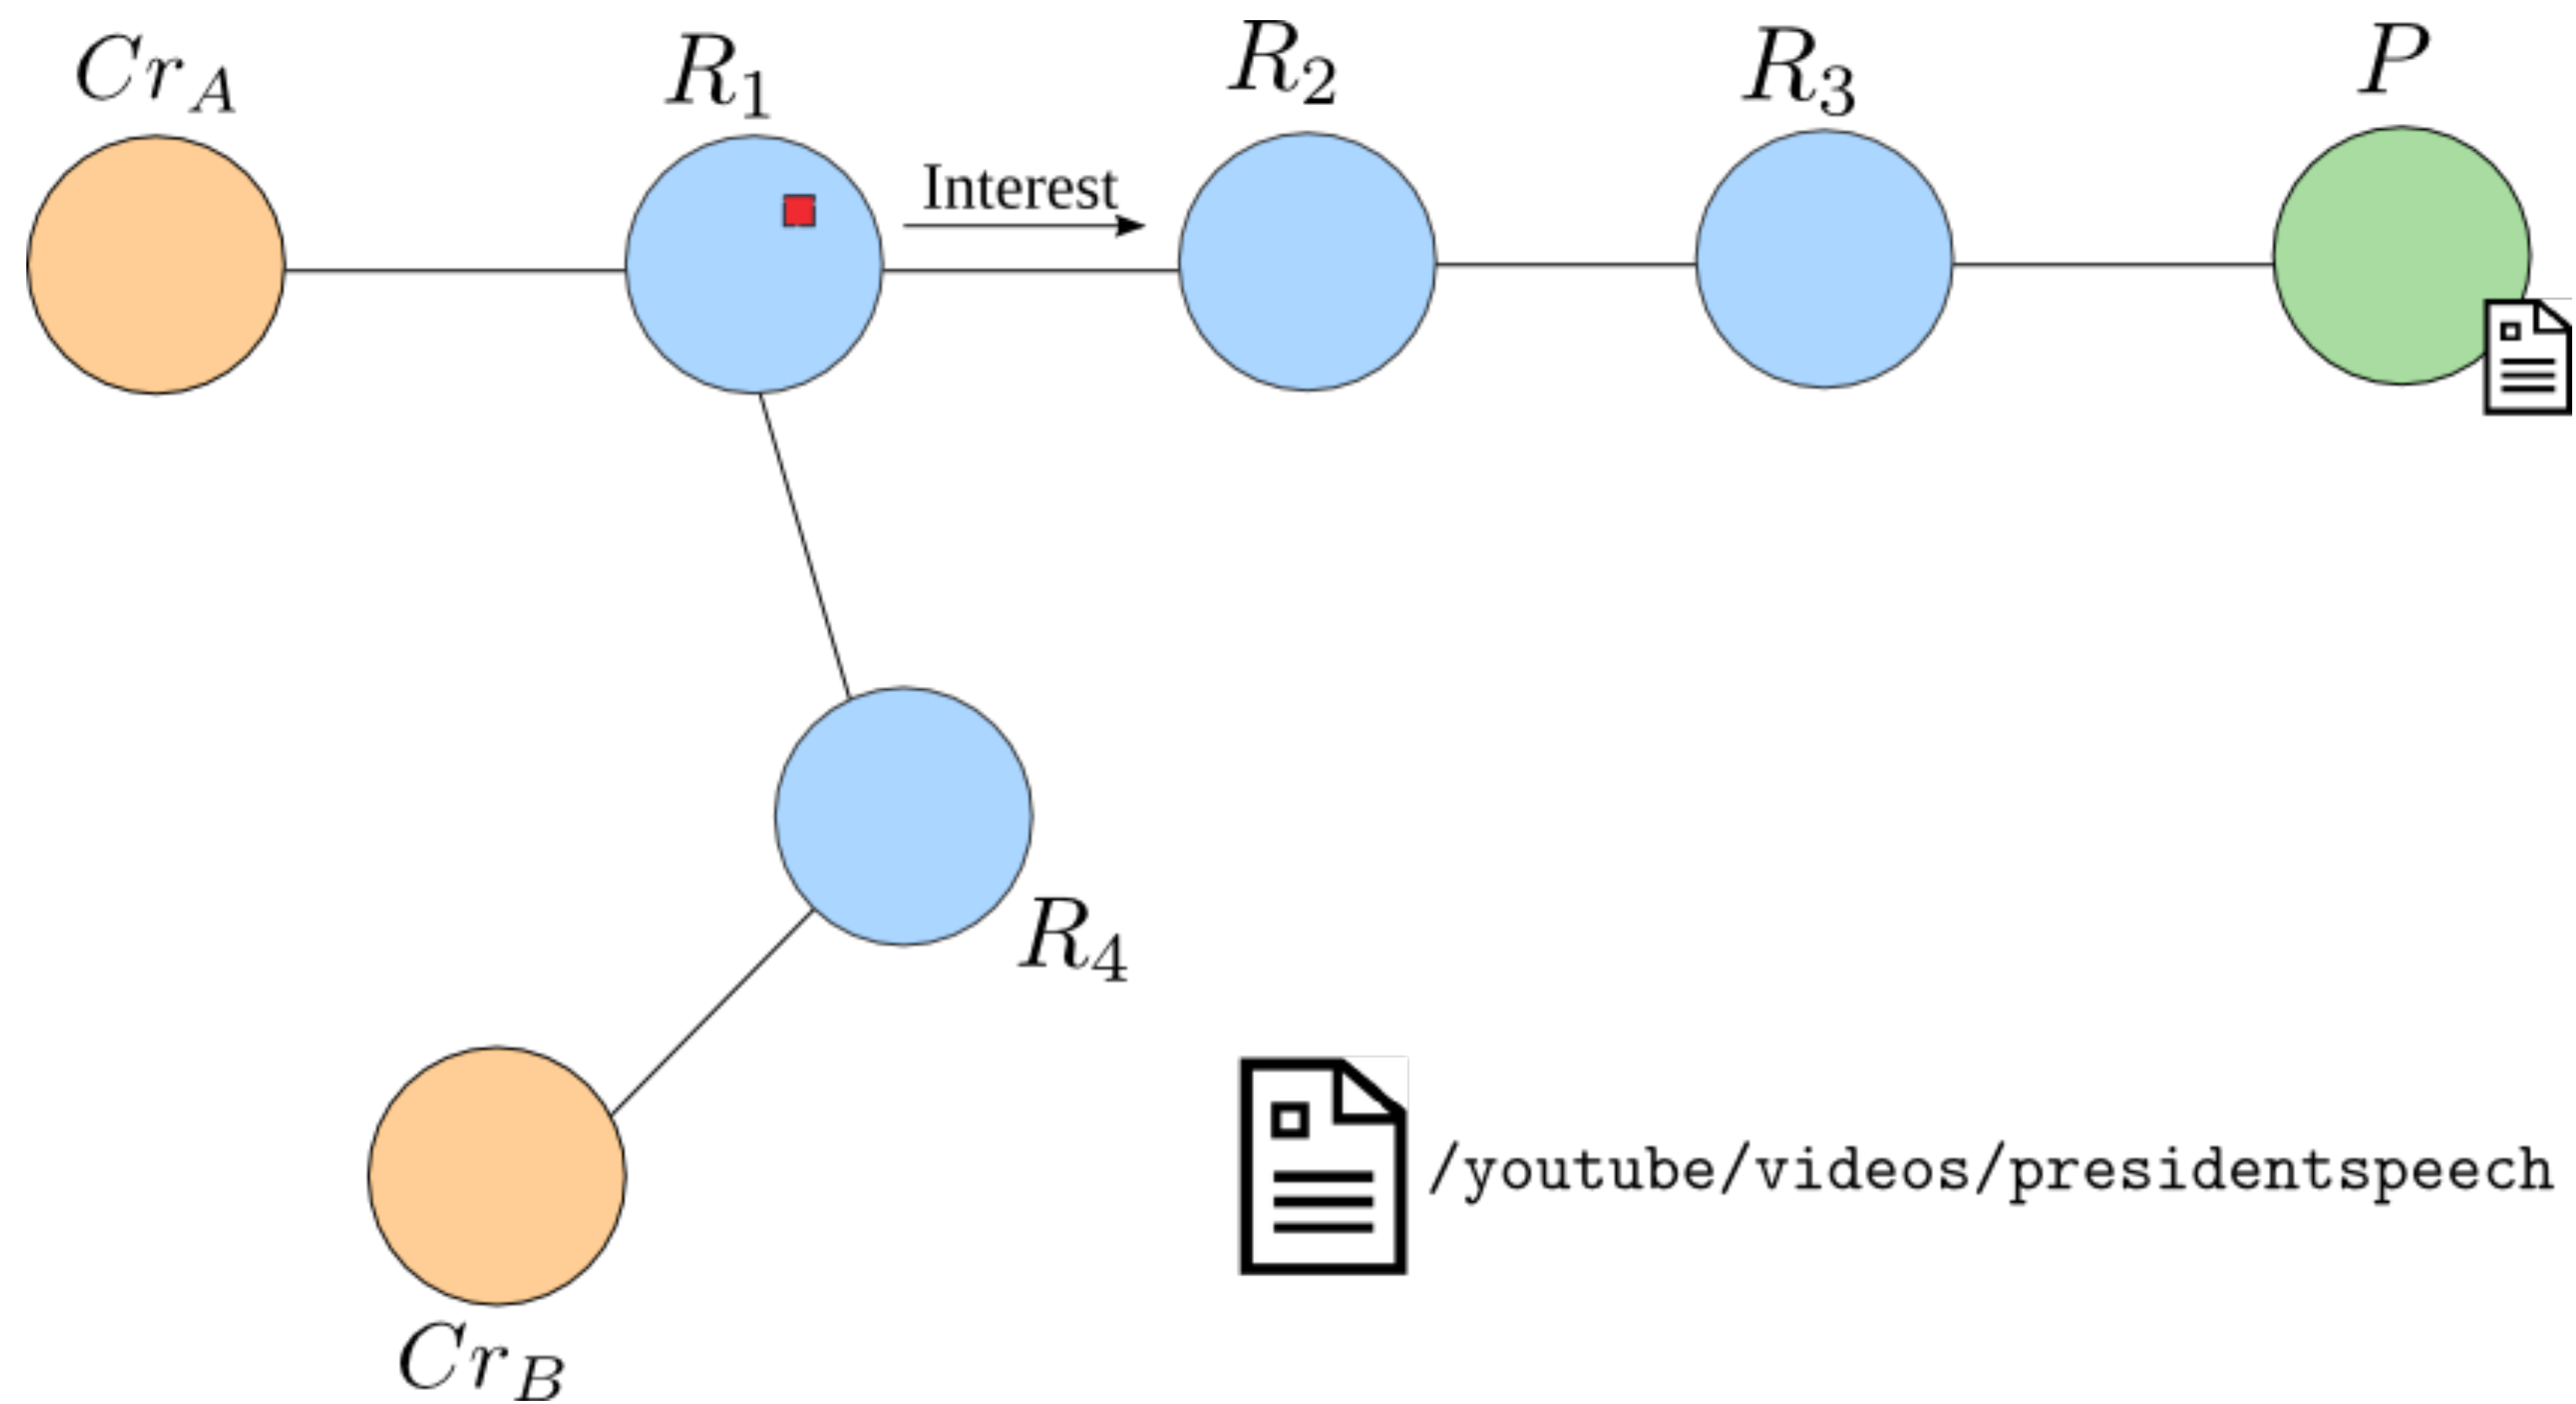 Cr_A
R_1
R_2
R_3
P
Interest
R_4
/youtube/videos/presidentspeech
Cr_B